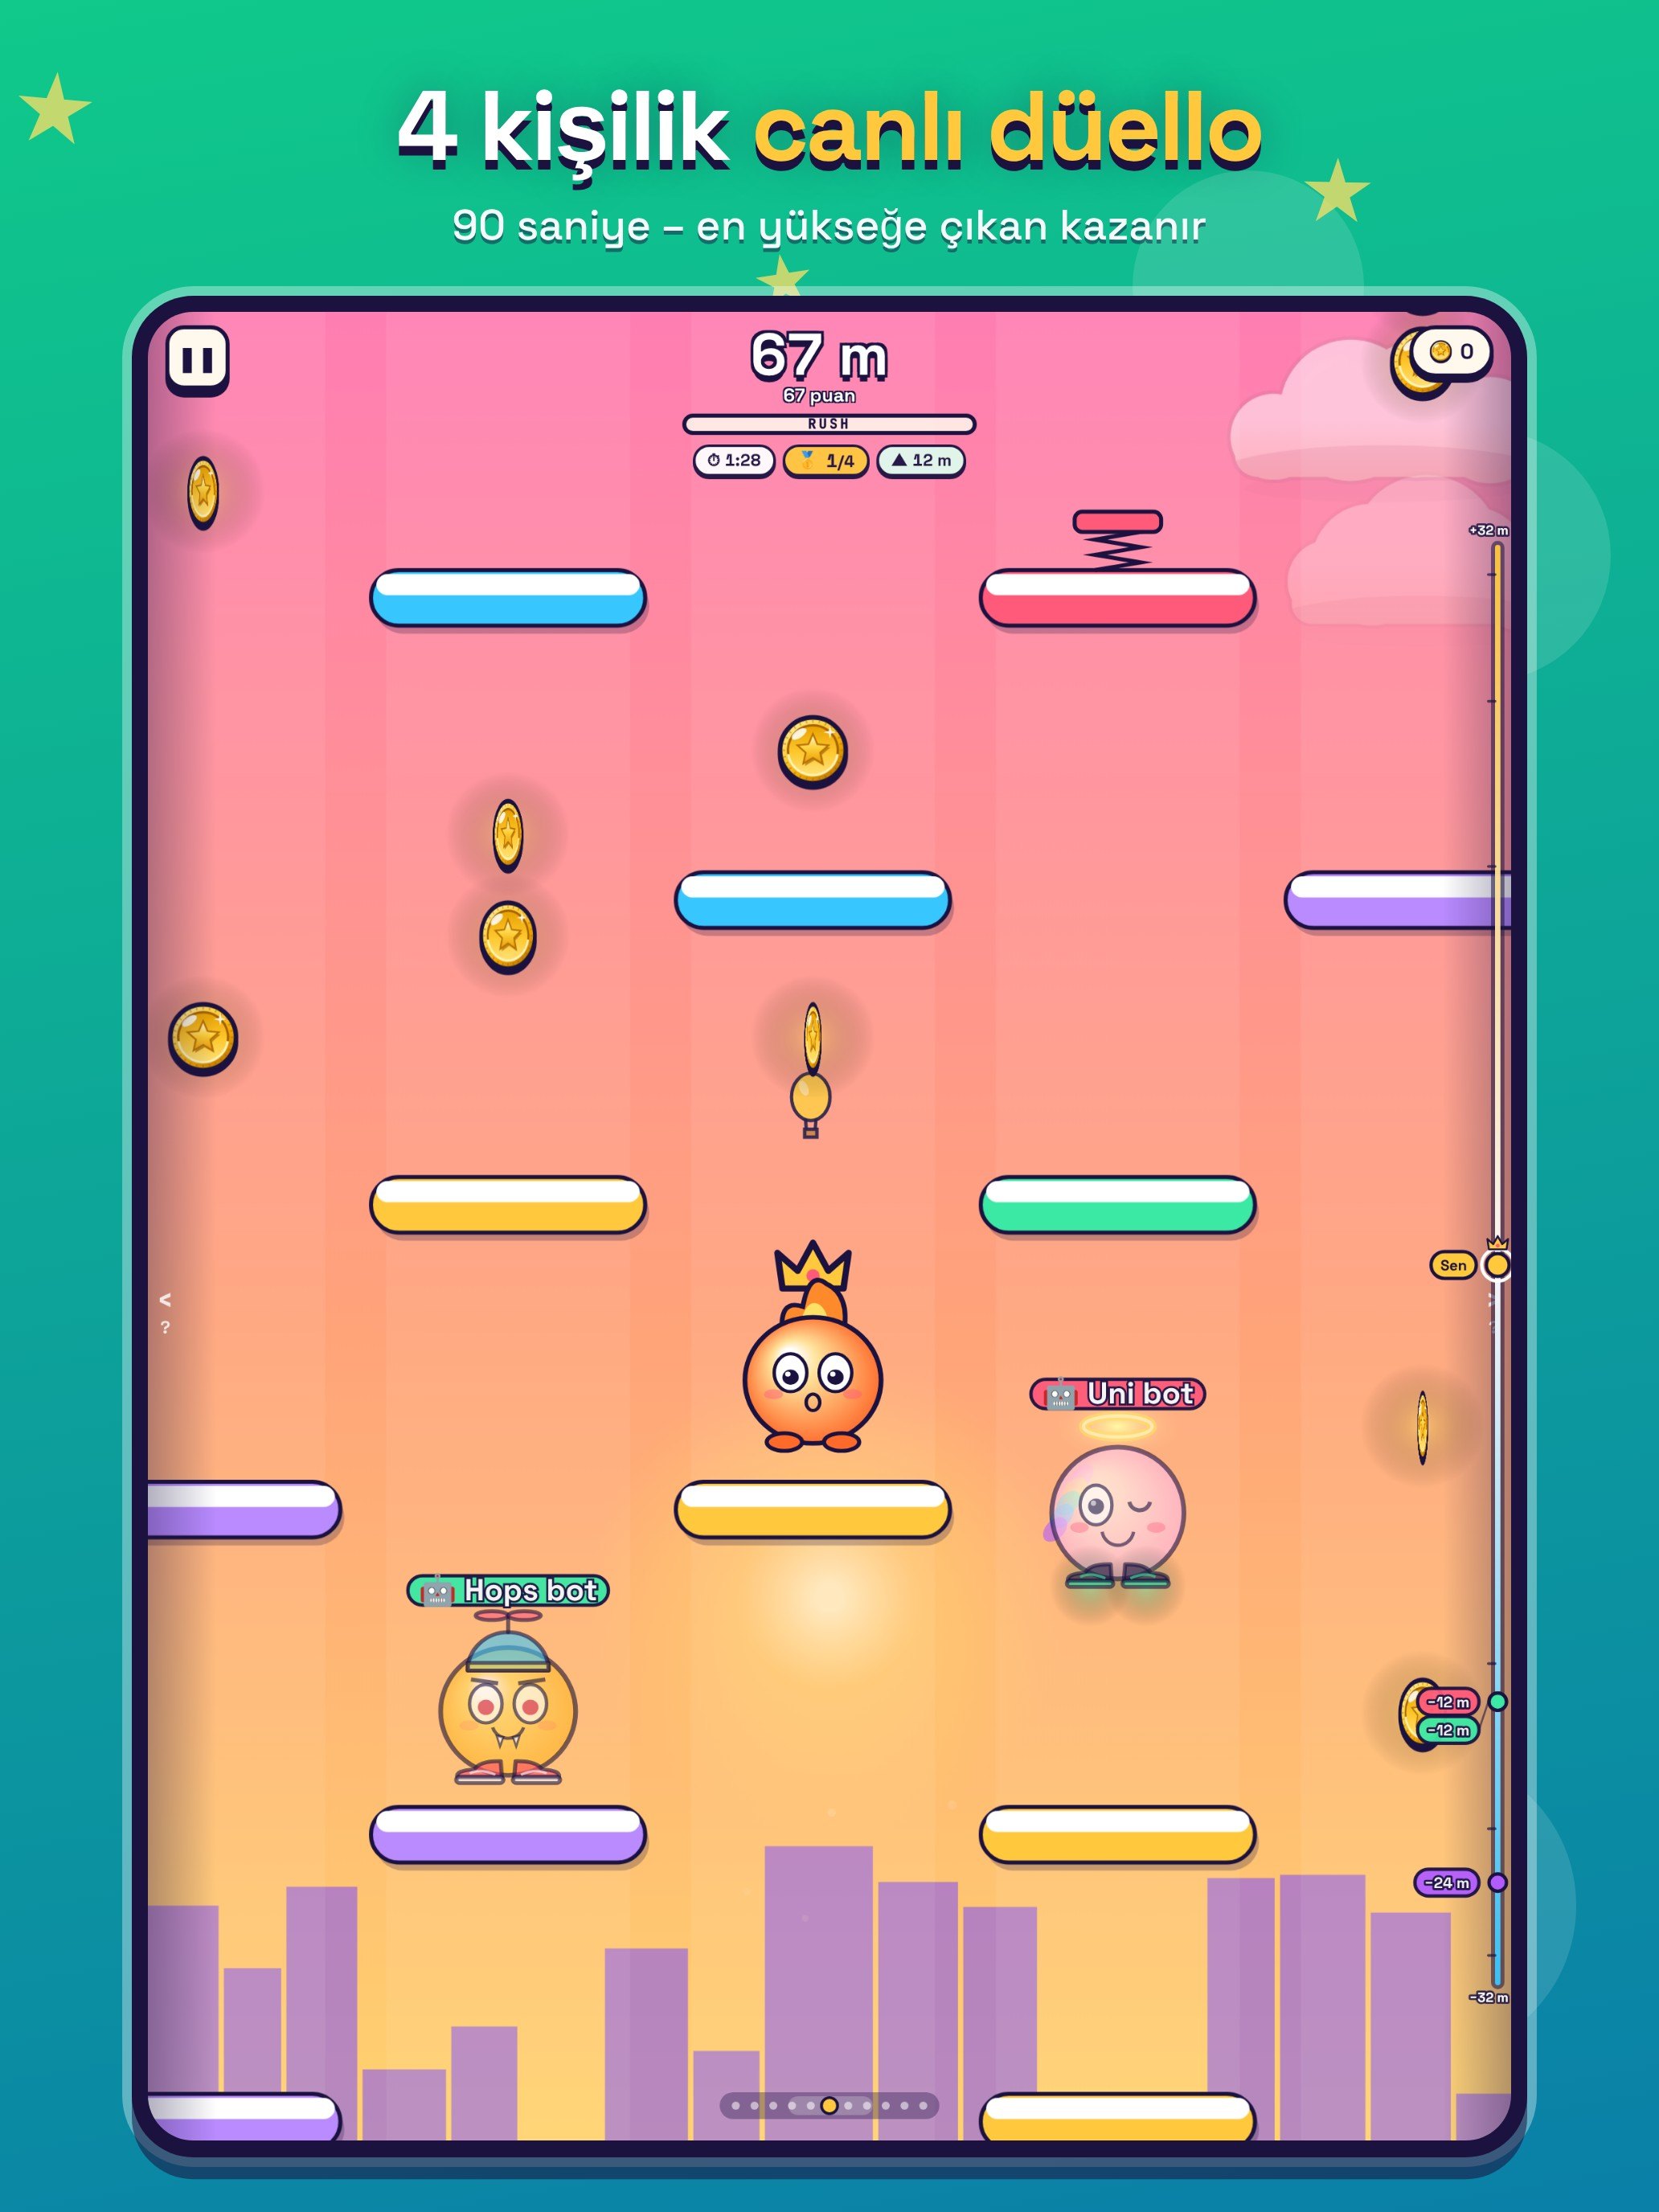 4 kişilik canlı düello
90 saniye – en yükseğe çıkan kazanır
67 m
0
67 puan
RUSH
1:28
1/4
▲ 12 m
+32 m
Sen
<
?
Uni bot
Hops bot
-12 m
-12 m
-24 m
-32 m